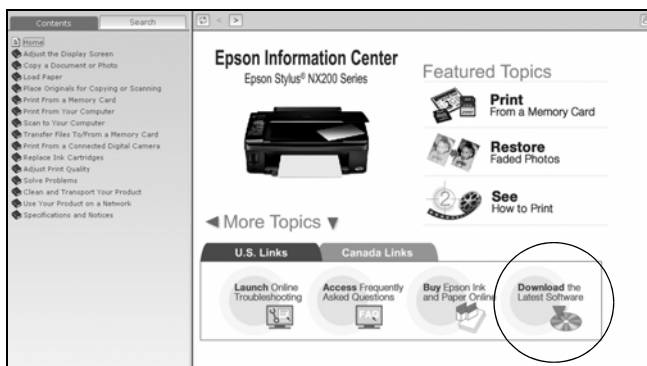 Contents
Search
Home
Adjust the Display Screen
Copy a Document or Photo
Load Paper
Place Originals for Copying or Scanning
Print From a Memory Card
Print From Your Computer
Scan to Your Computer
Transfer Files To/From a Memory Card
Print From a Connected Digital Camera
Replace Ink Cartridges
Adjust Print Quality
Solve Problems
Clean and Transport Your Product
Use Your Product on a Network
Specifications and Notices
Epson Information Center
Epson Stylus® NX200 Series
Featured Topics
Print
From a Memory Card
Restore
Faded Photos
2
See
How to Print
More Topics
U.S. Links
Canada Links
Launch Online
Troubleshooting
Access Frequently
Asked Questions
FAQ
Buy Epson Ink
and Paper Online
Download the
Latest Software